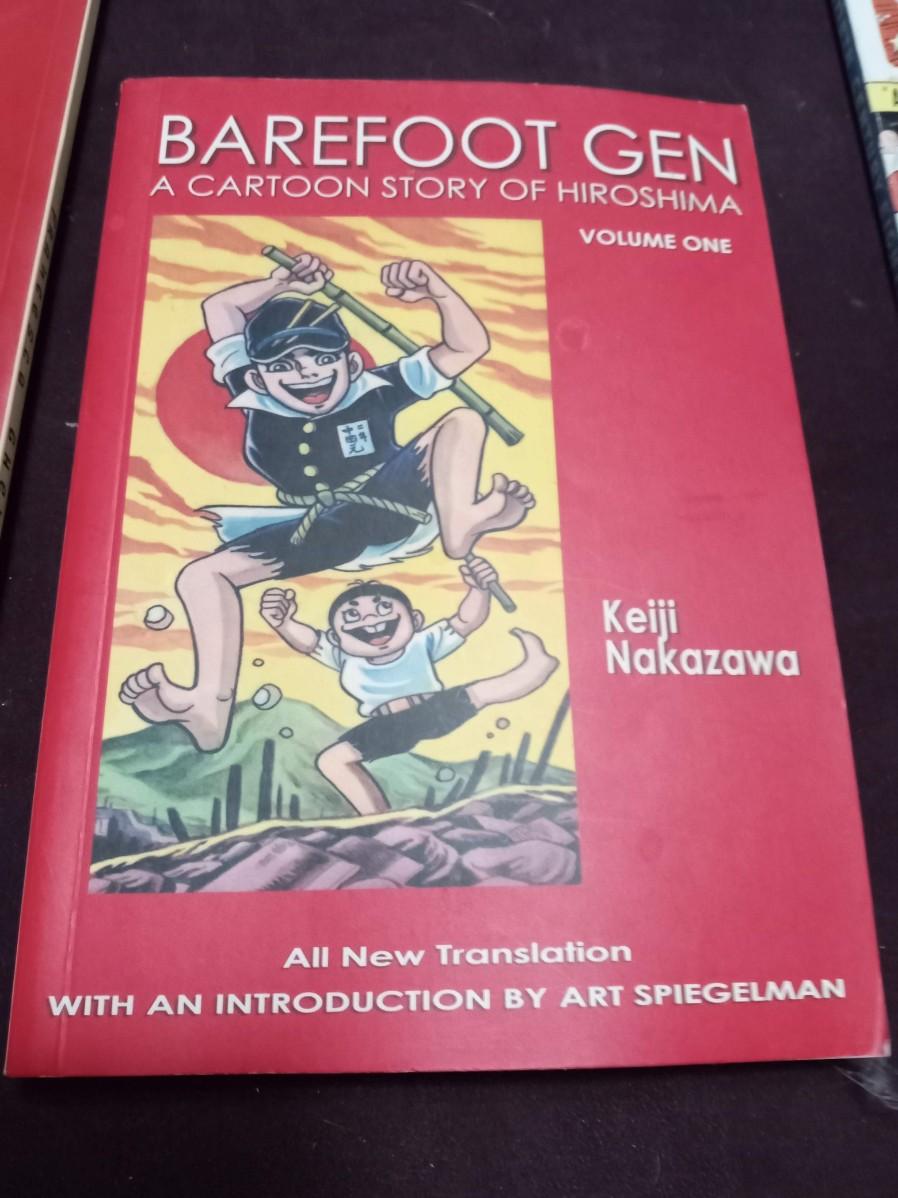 BAREFOOT GEN
A CARTOON STORY OF HIROSHIMA
VOLUME ONE
Keiji
Nakazawa
All New Translation
WITH AN INTRODUCTION BY ART SPIEGELMAN